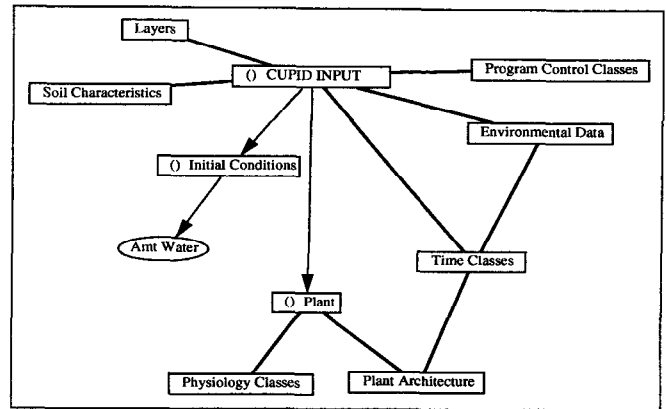 Layers
() CUPID INPUT
Program Control Classes
Soil Characteristics
Environmental Data
() Initial Conditions
Amt Water
Time Classes
() Plant
Physiology Classes
Plant Architecture